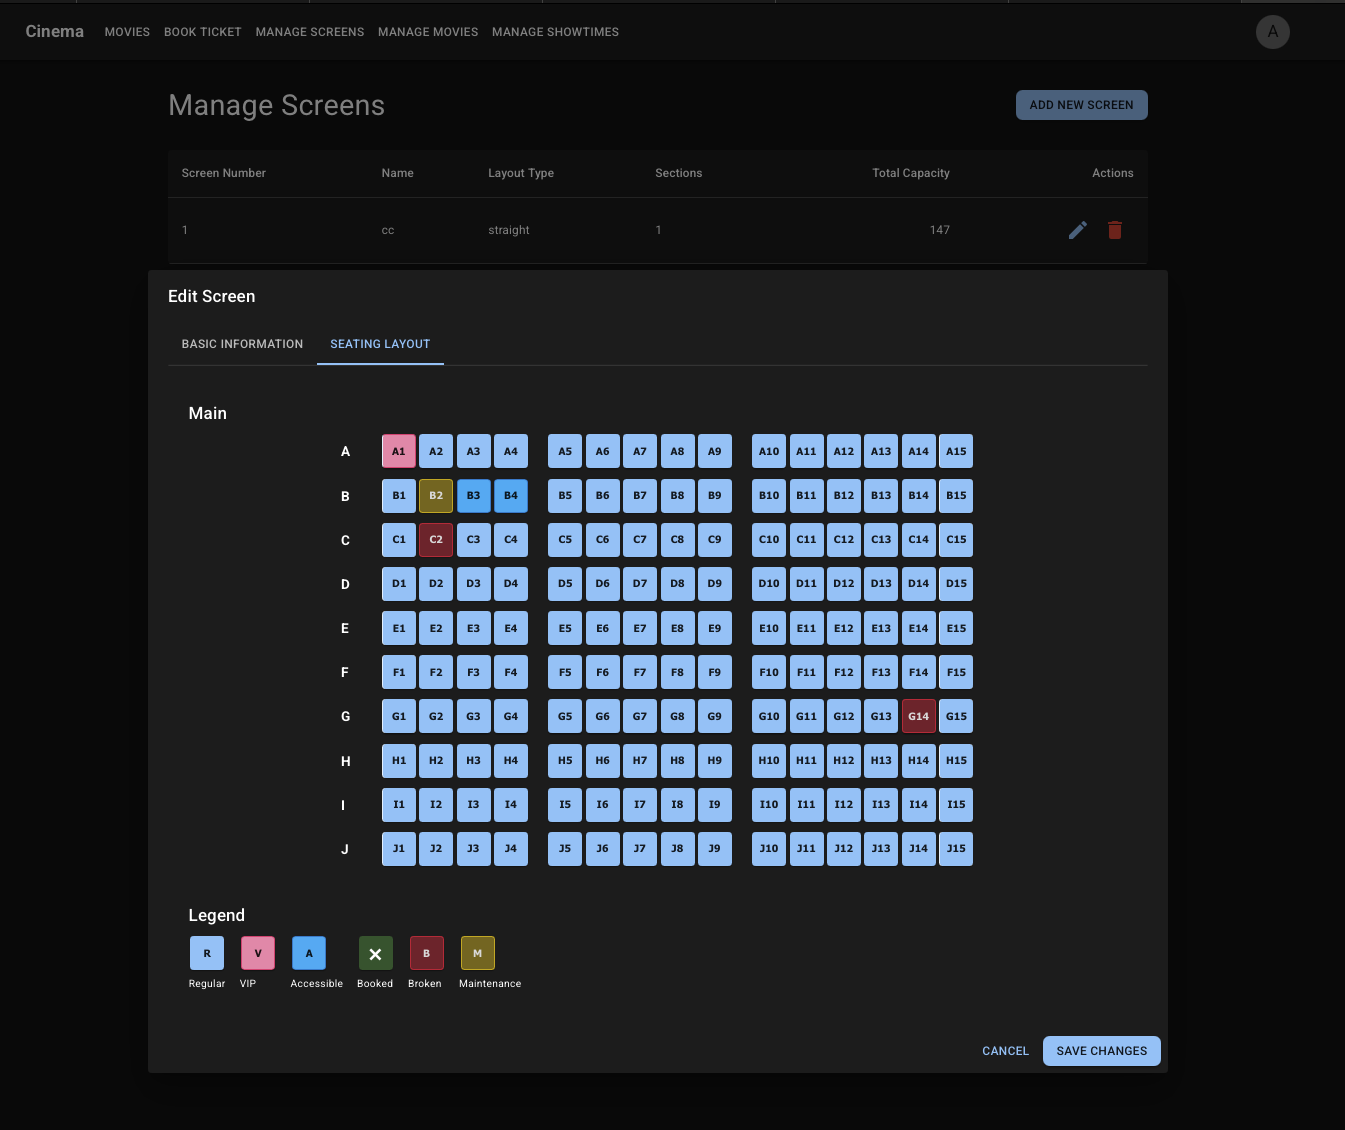 Cinema MOVIES BOOK TICKET MANAGE SCREENS MANAGE MOVIES MANAGE SHOWTIMES A
Manage Screens ADD NEW SCREEN
Screen Number Name Layout Type Sections Total Capacity Actions
1 cc straight 1 147
Edit Screen
BASIC INFORMATION SEATING LAYOUT
Main
A A1 A2 A3 A4 A5 A6 A7 A8 A9 A10 A11 A12 A13 A14 A15
B B1 B2 B3 B4 B5 B6 B7 B8 B9 B10 B11 B12 B13 B14 B15
C C1 C2 C3 C4 C5 C6 C7 C8 C9 C10 C11 C12 C13 C14 C15
D D1 D2 D3 D4 D5 D6 D7 D8 D9 D10 D11 D12 D13 D14 D15
E E1 E2 E3 E4 E5 E6 E7 E8 E9 E10 E11 E12 E13 E14 E15
F F1 F2 F3 F4 F5 F6 F7 F8 F9 F10 F11 F12 F13 F14 F15
G G1 G2 G3 G4 G5 G6 G7 G8 G9 G10 G11 G12 G13 G14 G15
H H1 H2 H3 H4 H5 H6 H7 H8 H9 H10 H11 H12 H13 H14 H15
I I1 I2 I3 I4 I5 I6 I7 I8 I9 I10 I11 I12 I13 I14 I15
J J1 J2 J3 J4 J5 J6 J7 J8 J9 J10 J11 J12 J13 J14 J15
Legend
R V A ✕ B M
Regular VIP Accessible Booked Broken Maintenance
CANCEL SAVE CHANGES